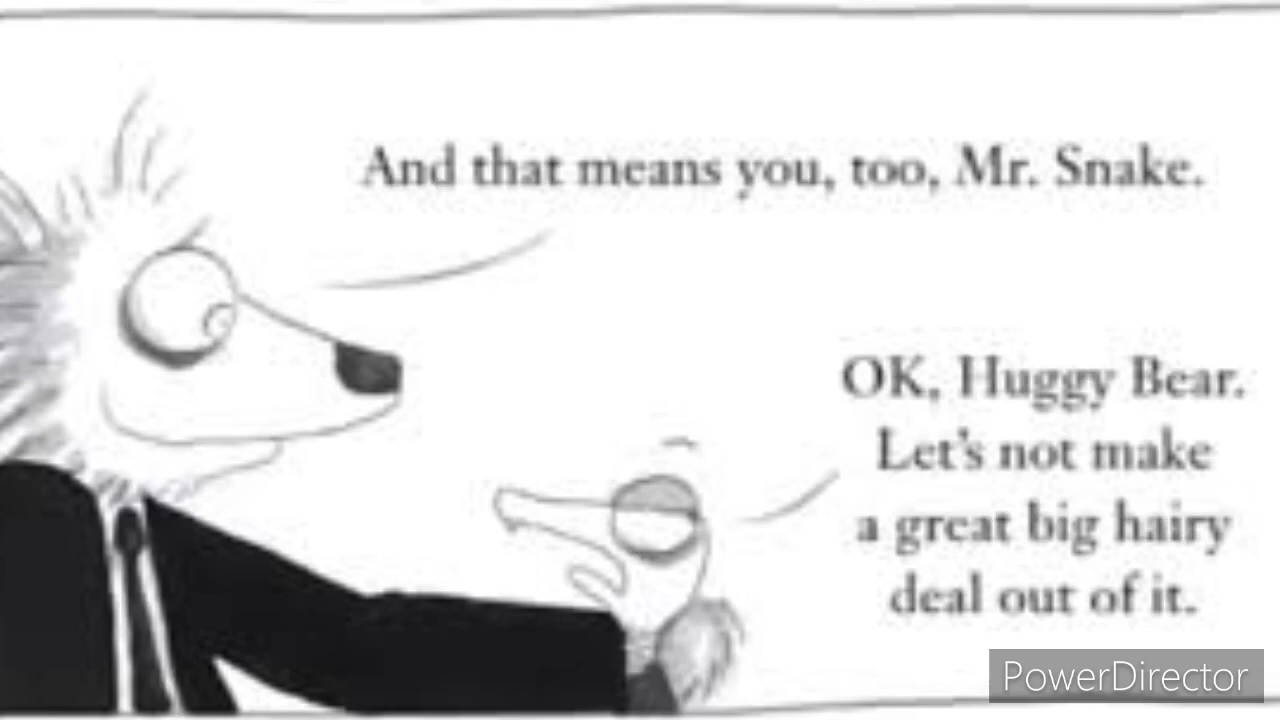 And that means you, too, Mr. Snake.
OK, Huggy Bear.
Let's not make
a great big hairy
deal out of it.
PowerDirector